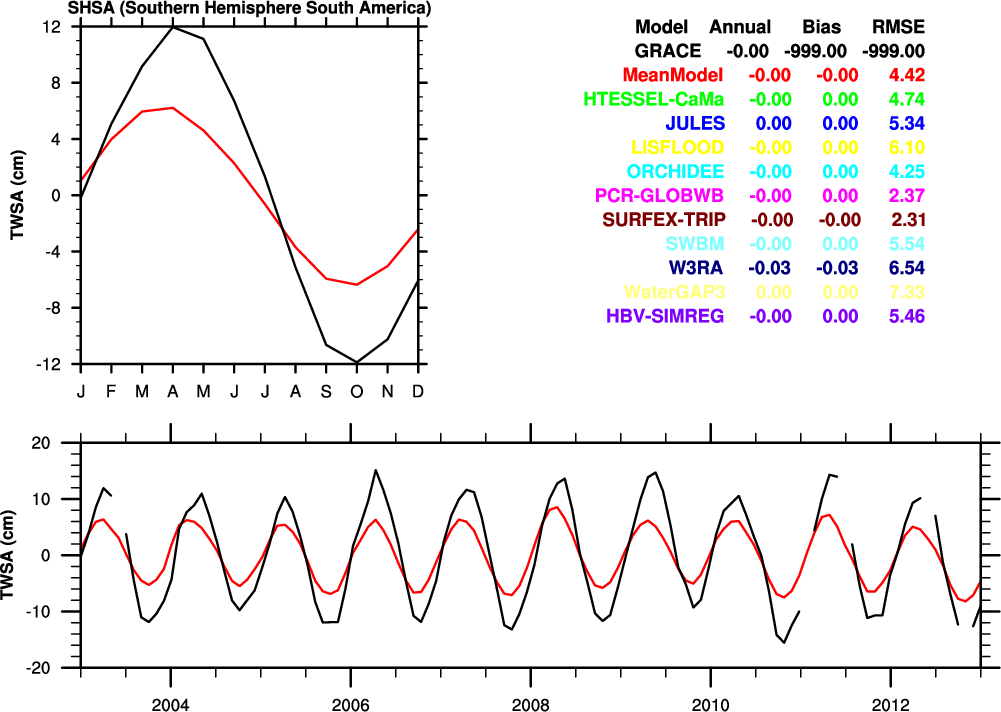 SHSA (Southern Hemisphere South America)
12
8
4
0
-4
-8
-12
TWSA (cm)
J F M A M J J A S O N D
Model Annual Bias RMSE
GRACE -0.00 -999.00 -999.00
MeanModel -0.00 -0.00 4.42
HTESSEL-CaMa -0.00 0.00 4.74
JULES 0.00 0.00 5.34
LISFLOOD -0.00 0.00 6.10
ORCHIDEE -0.00 0.00 4.25
PCR-GLOBWB -0.00 0.00 2.37
SURFEX-TRIP -0.00 -0.00 2.31
SWBM -0.00 0.00 5.54
W3RA -0.03 -0.03 6.54
WaterGAP3 0.00 0.00 7.33
HBV-SIMREG -0.00 0.00 5.46
20
10
0
-10
-20
TWSA (cm)
2004 2006 2008 2010 2012